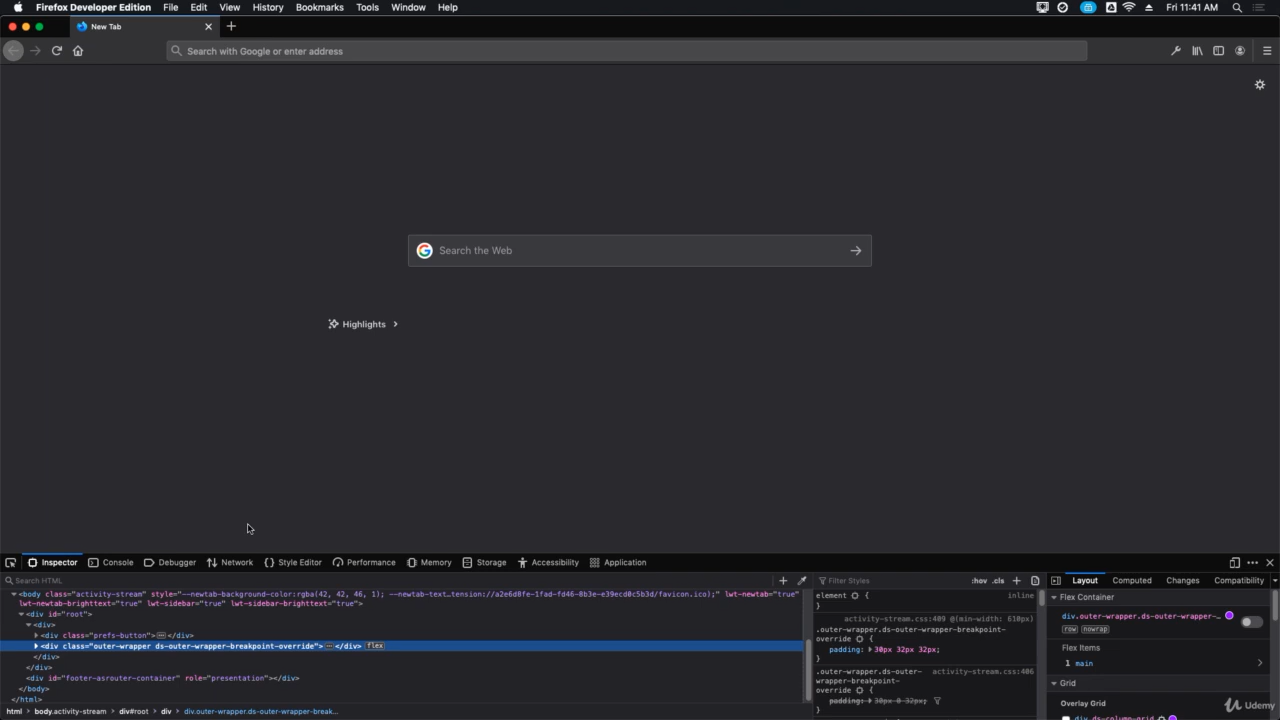 Firefox Developer Edition File Edit View History Bookmarks Tools Window Help Fri 11:41 AM
New Tab
Search with Google or enter address
Search the Web
Highlights
Inspector Console Debugger Network Style Editor Performance Memory Storage Accessibility Application
Search HTML
<body class="activity-stream" style="--newtab-background-color:rgba(42, 42, 46, 1); --newtab-text…tension://a2e6d0fe-1fad-fd46-8b3e-e39ecd0c5b3d/favicon.ico);" lwt-newtab="true"
lwt-newtab-brighttext="true" lwt-sidebar="true" lwt-sidebar-brighttext="true">
<div id="root">
<div>
<div class="prefs-button"></div>
<div class="outer-wrapper ds-outer-wrapper-breakpoint-override"></div> flex
</div>
</div>
<div id="footer-asrouter-container" role="presentation"></div>
</body>
</html>
html body.activity-stream div#root div div.outer-wrapper.ds-outer-wrapper-break…
Filter Styles :hov .cls
element { inline
}
activity-stream.css:409 @(min-width: 610px)
.outer-wrapper.ds-outer-wrapper-breakpoint-
override {
padding: 30px 32px 32px;
}
.outer-wrapper.ds-outer- activity-stream.css:406
wrapper-breakpoint-
override {
padding: 30px 0 32px;
}
Layout Computed Changes Compatibility
Flex Container
div.outer-wrapper.ds-outer-wrapper-…
row nowrap
Flex Items
1 main
Grid
Overlay Grid
div.ds-column-grid
Udemy